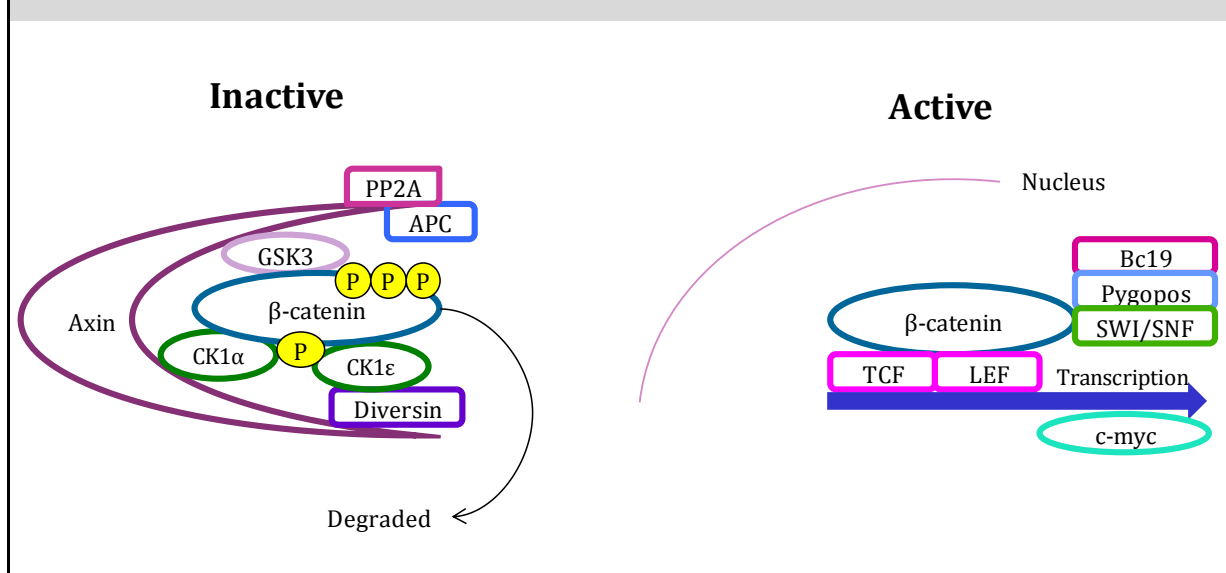 Inactive
PP2A
APC
GSK3
P P P
β-catenin
Axin
P
CK1α
CK1ε
Diversin
Degraded
Active
Nucleus
Bc19
Pygopos
β-catenin
SWI/SNF
TCF LEF Transcription
c-myc